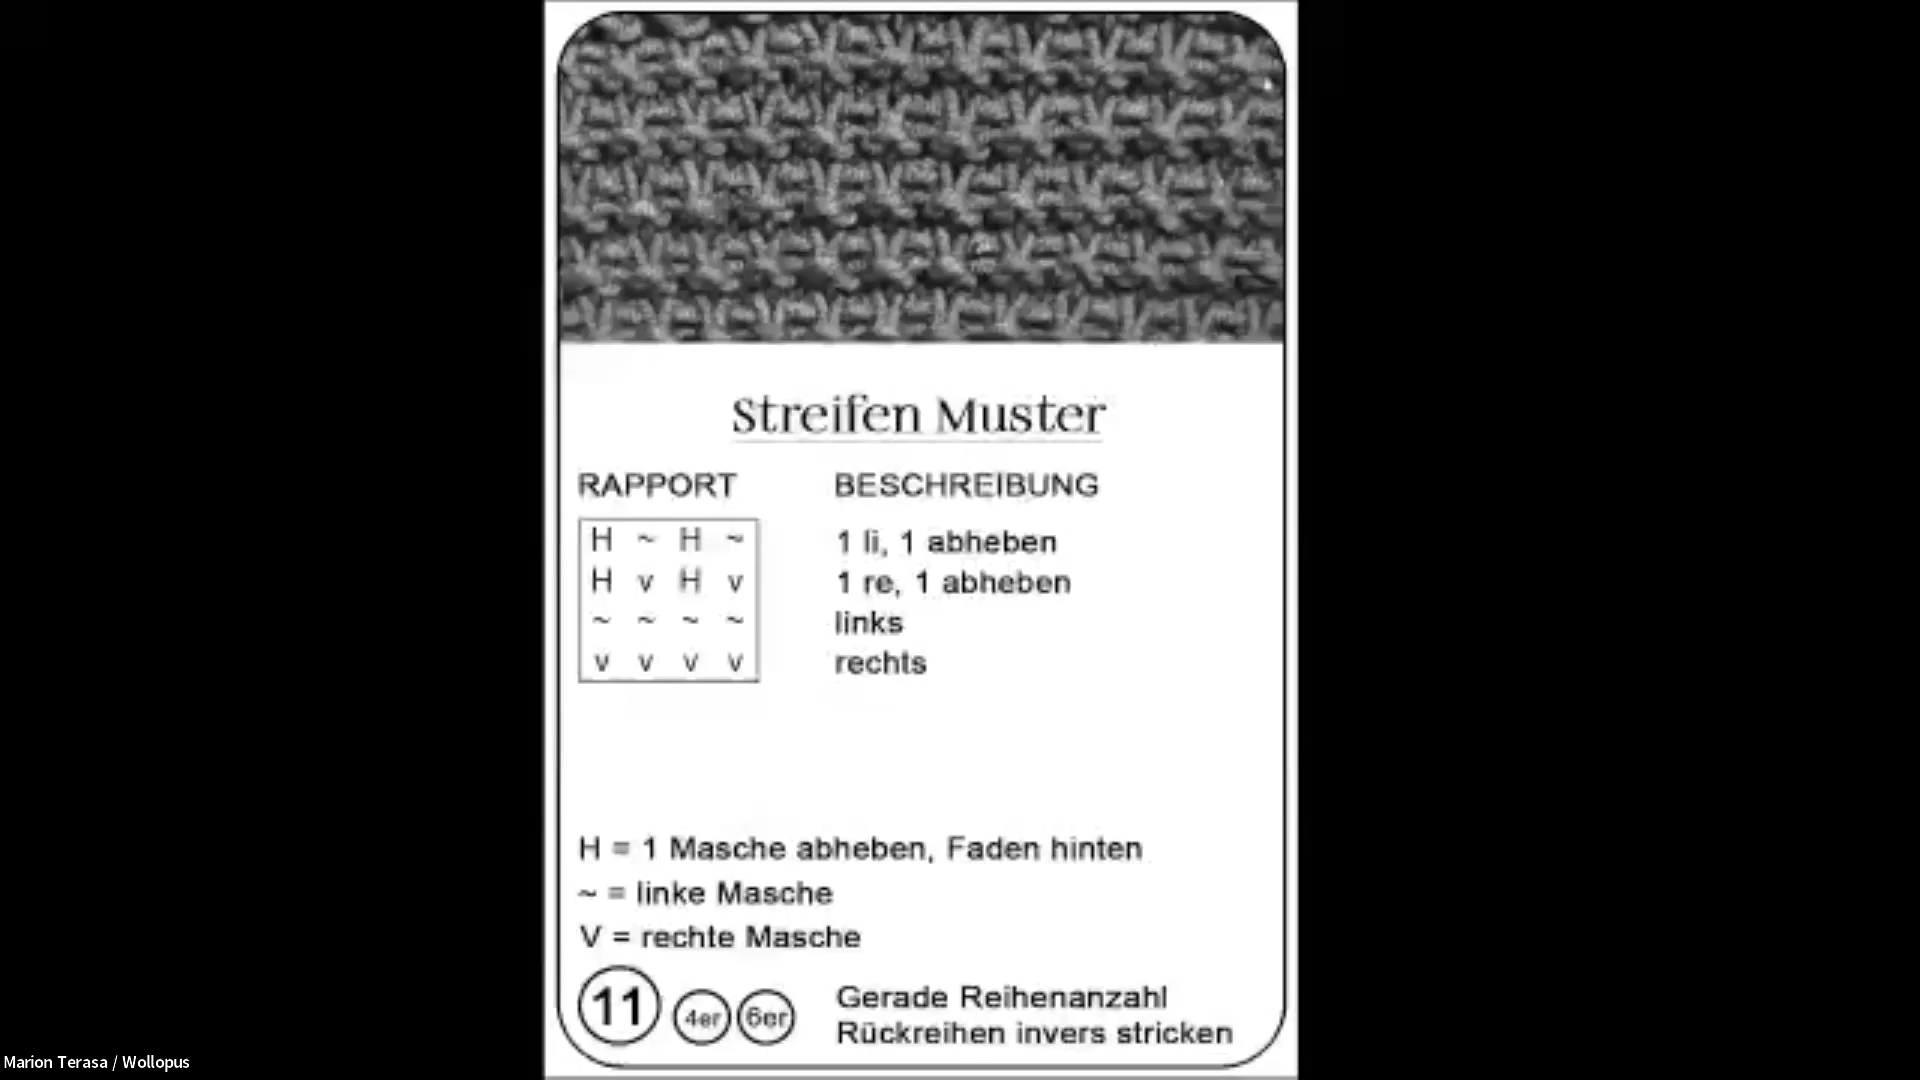 Streifen Muster
RAPPORT
BESCHREIBUNG
H ~ H ~
1 li, 1 abheben
H v H v
1 re, 1 abheben
~ ~ ~ ~
links
v v v v
rechts
H = 1 Masche abheben, Faden hinten
~ = linke Masche
V = rechte Masche
11 4er 6er
Gerade Reihenanzahl
Rückreihen invers stricken
Marion Terasa / Wollopus